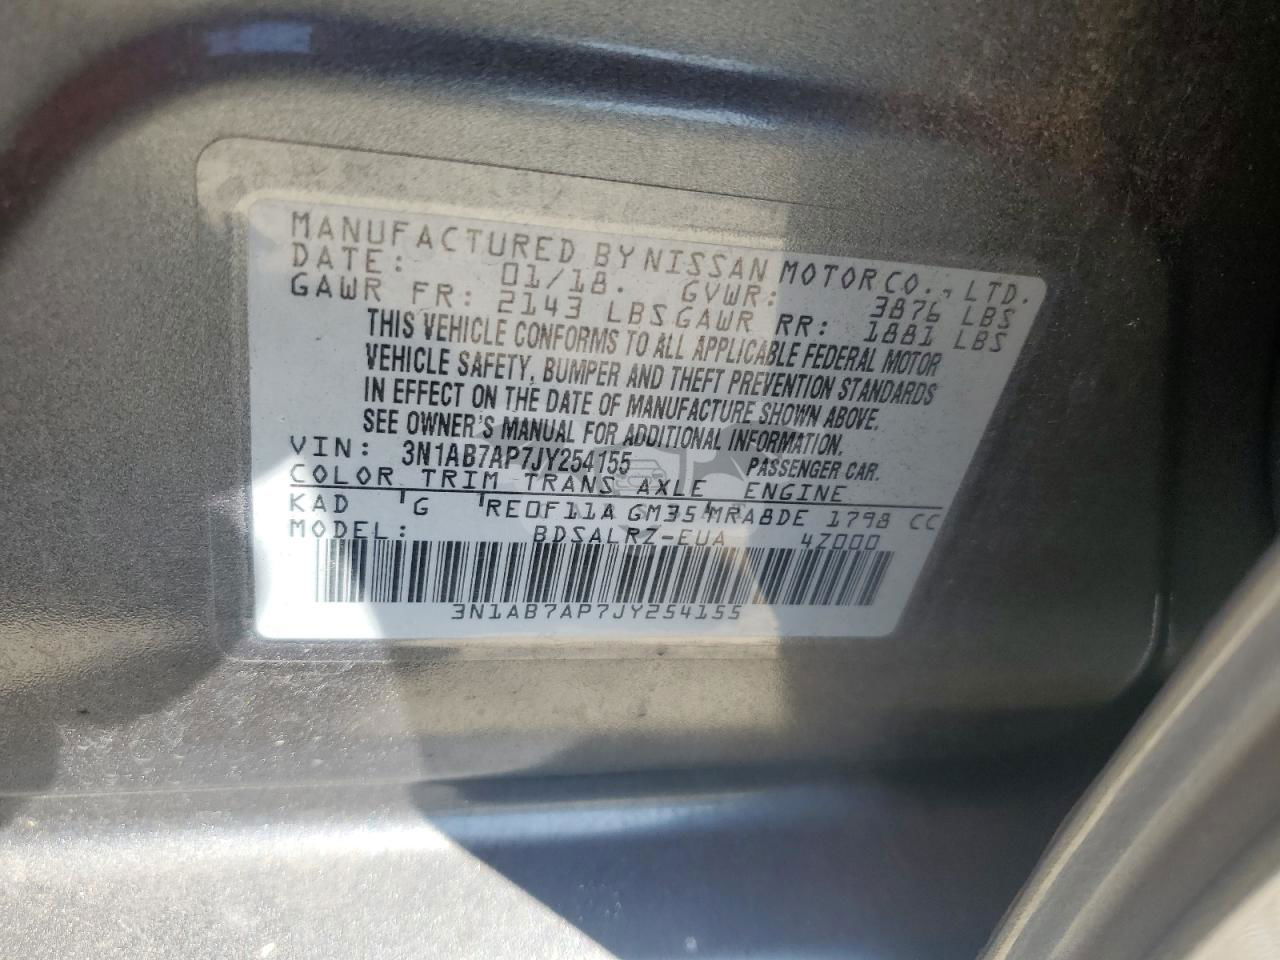 MANUFACTURED BY NISSAN MOTOR CO., LTD.
DATE: 01/18. GVWR: 3876 LBS
GAWR FR: 2143 LBS GAWR RR: 1881 LBS
THIS VEHICLE CONFORMS TO ALL APPLICABLE FEDERAL MOTOR
VEHICLE SAFETY, BUMPER AND THEFT PREVENTION STANDARDS
IN EFFECT ON THE DATE OF MANUFACTURE SHOWN ABOVE.
SEE OWNER'S MANUAL FOR ADDITIONAL INFORMATION.
VIN: 3N1AB7AP7JY254155 PASSENGER CAR.
COLOR TRIM TRANS AXLE ENGINE
KAD G RE0F11A GM35 MRA8DE 1798 CC
MODEL: BDSALRZ-EUA 4Z000
3N1AB7AP7JY254155